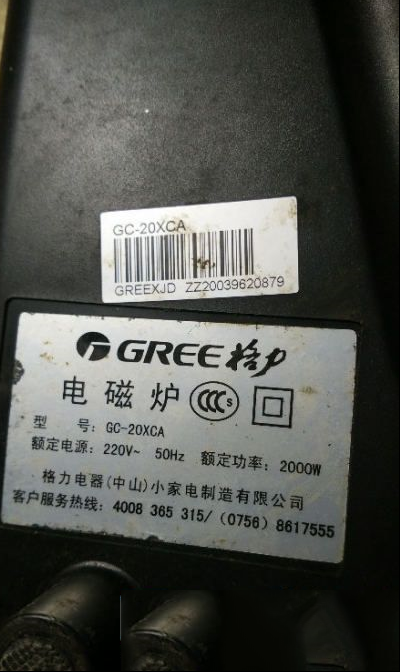 GC-20XCA
GREEXJD ZZ20039620879
GREE格力
电磁炉 CCC S
型 号: GC-20XCA
额定电源: 220V~ 50Hz 额定功率: 2000W
格力电器(中山)小家电制造有限公司
客户服务热线: 4008 365 315/ (0756) 8617555